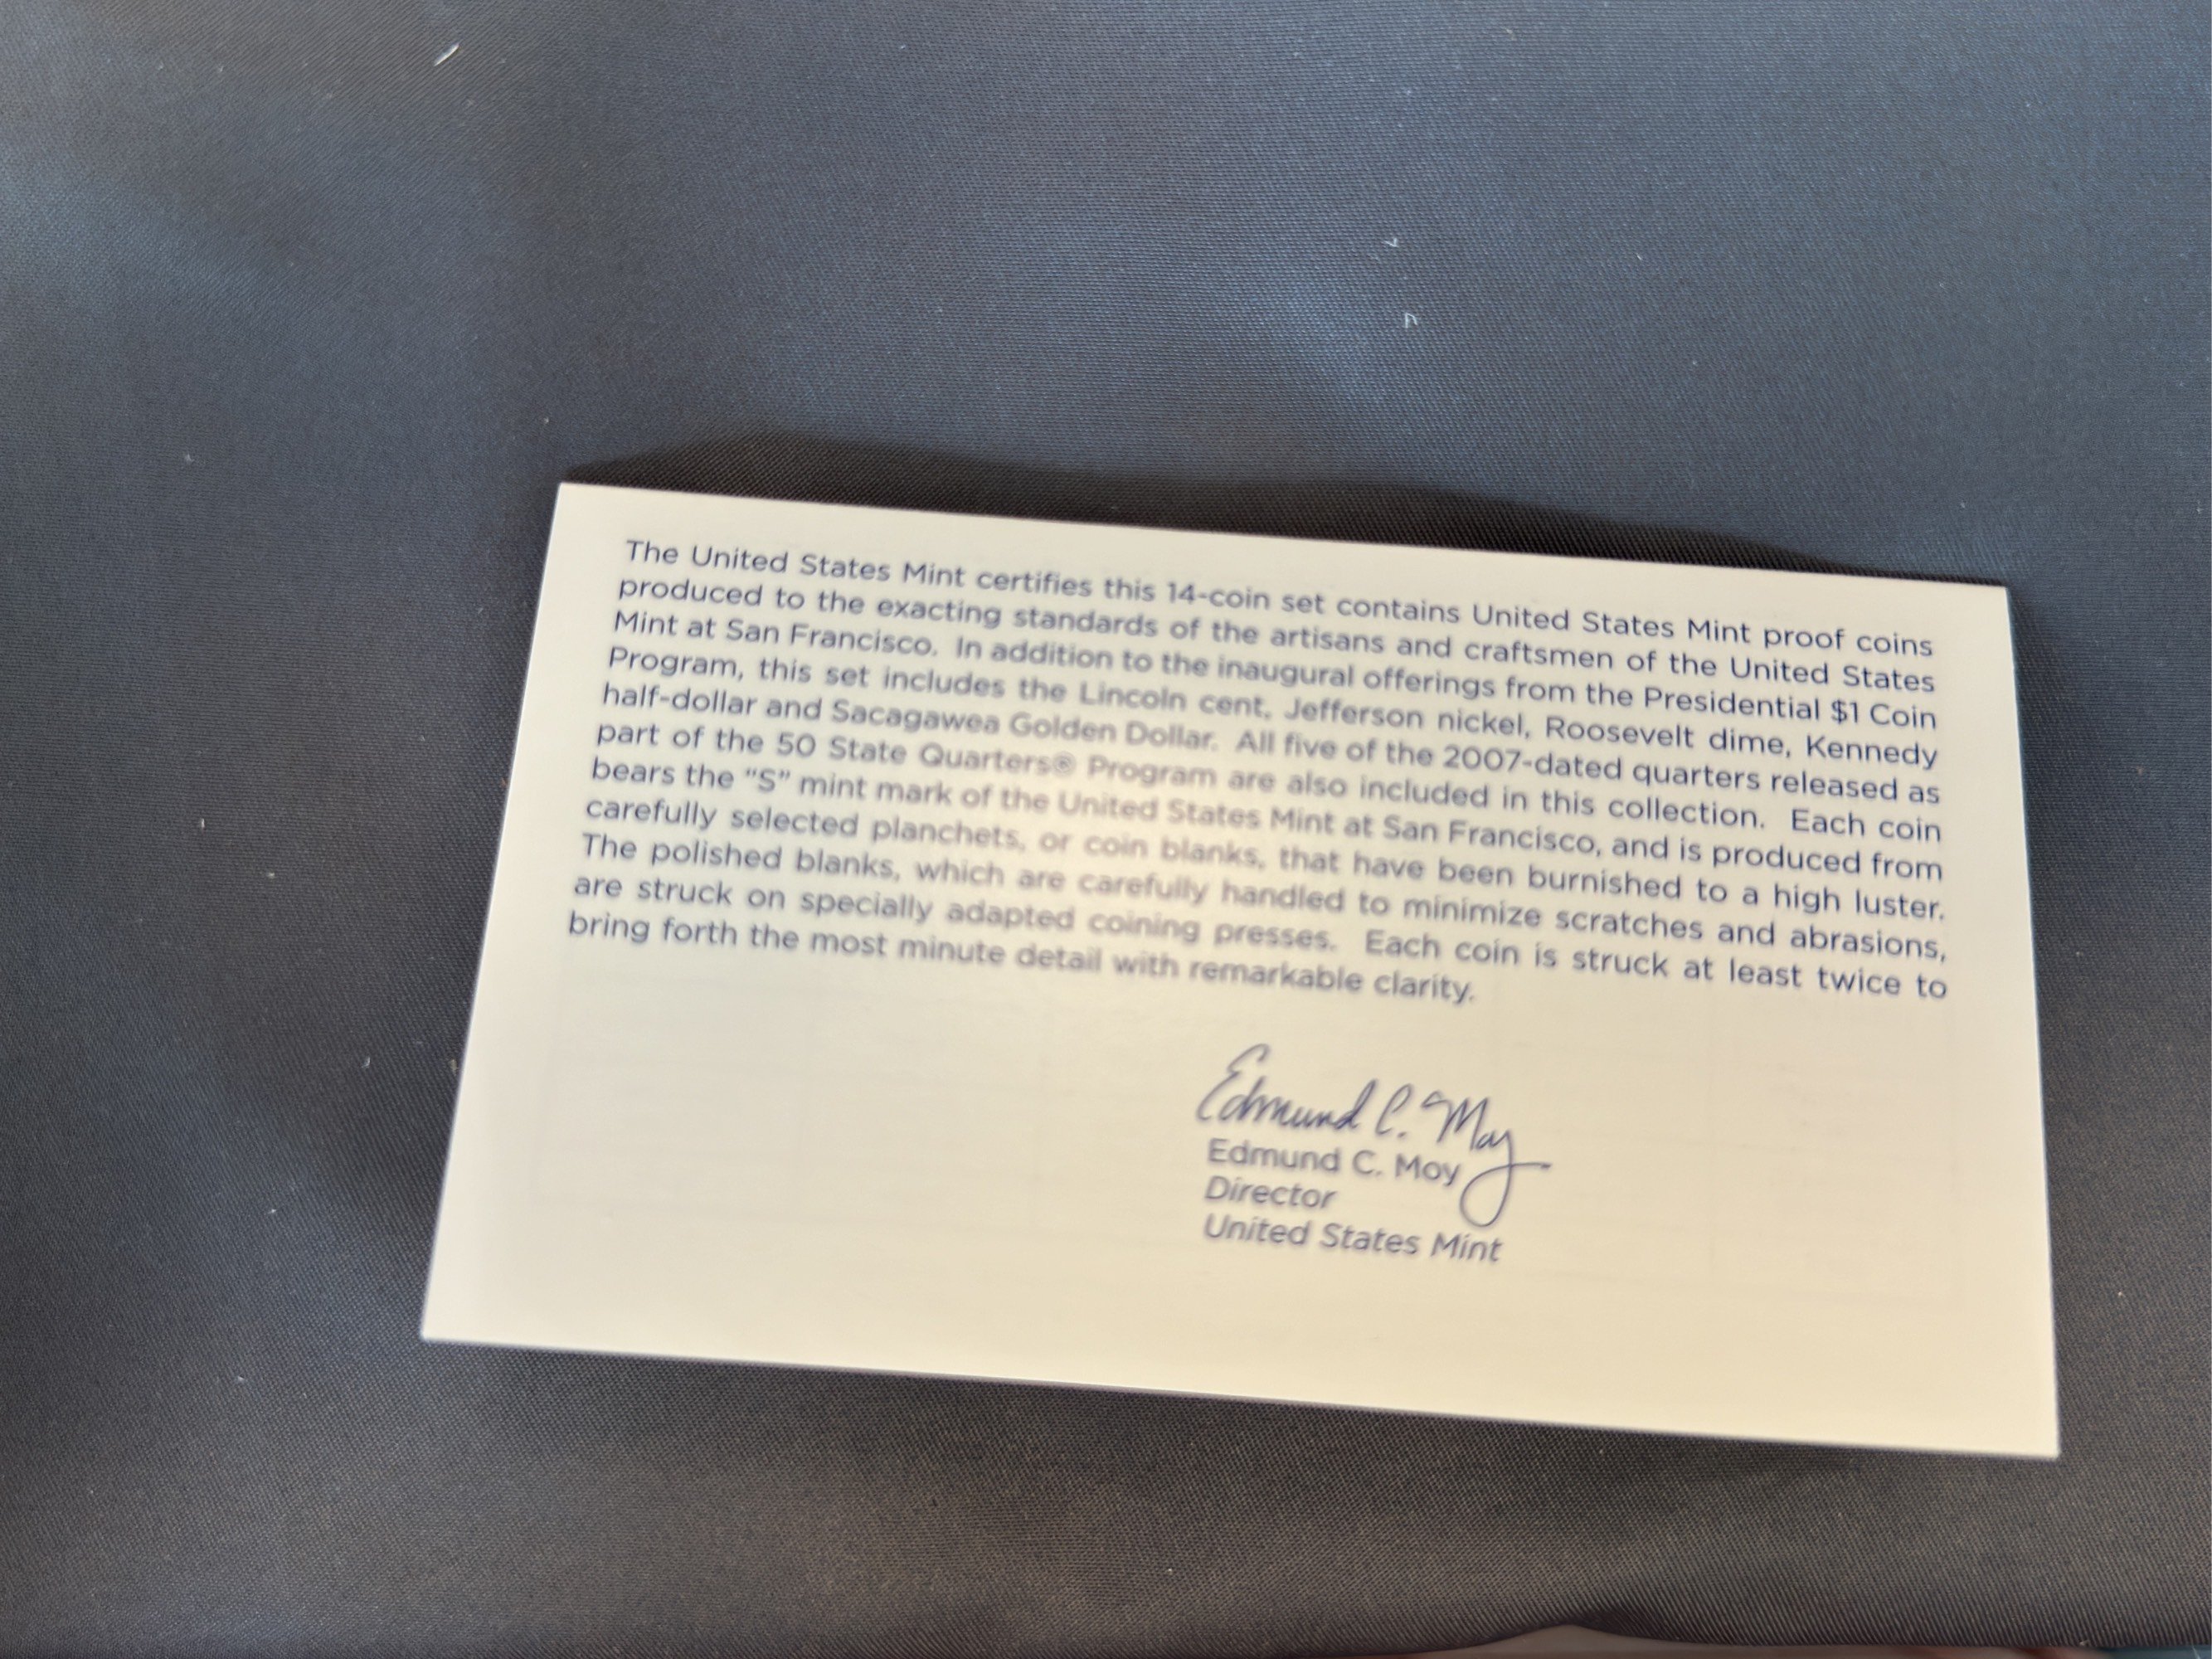 The United States Mint certifies this 14-coin set contains United States Mint proof coins
produced to the exacting standards of the artisans and craftsmen of the United States
Mint at San Francisco. In addition to the inaugural offerings from the Presidential $1 Coin
Program, this set includes the Lincoln cent, Jefferson nickel, Roosevelt dime, Kennedy
half-dollar and Sacagawea Golden Dollar. All five of the 2007-dated quarters released as
part of the 50 State Quarters® Program are also included in this collection. Each coin
bears the “S” mint mark of the United States Mint at San Francisco, and is produced from
carefully selected planchets, or coin blanks, that have been burnished to a high luster.
The polished blanks, which are carefully handled to minimize scratches and abrasions,
are struck on specially adapted coining presses. Each coin is struck at least twice to
bring forth the most minute detail with remarkable clarity.
Edmund C. Moy
Edmund C. Moy
Director
United States Mint